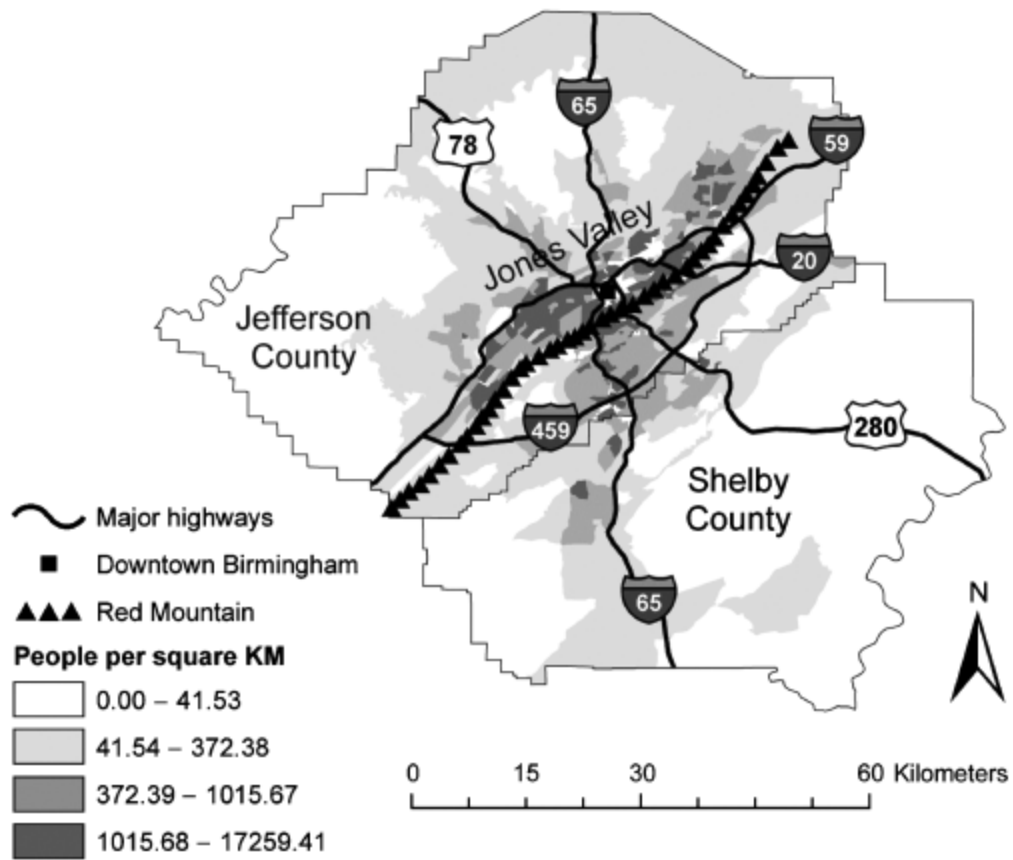 65
78
59
Jones Valley
20
Jefferson
County
459
280
Shelby
County
65
Major highways
Downtown Birmingham
Red Mountain
N
People per square KM
0.00 – 41.53
41.54 – 372.38
372.39 – 1015.67
1015.68 – 17259.41
0 15 30 60 Kilometers